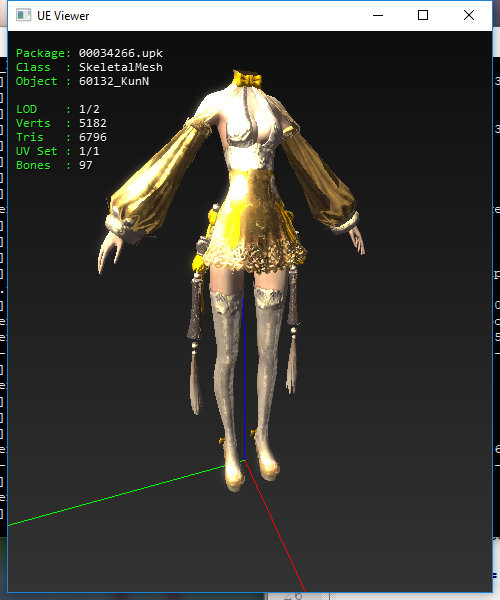 UE Viewer
Package: 00034266.upk
Class : SkeletalMesh
Object : 60132_KunN
LOD : 1/2
Verts : 5182
Tris : 6796
UV Set : 1/1
Bones : 97